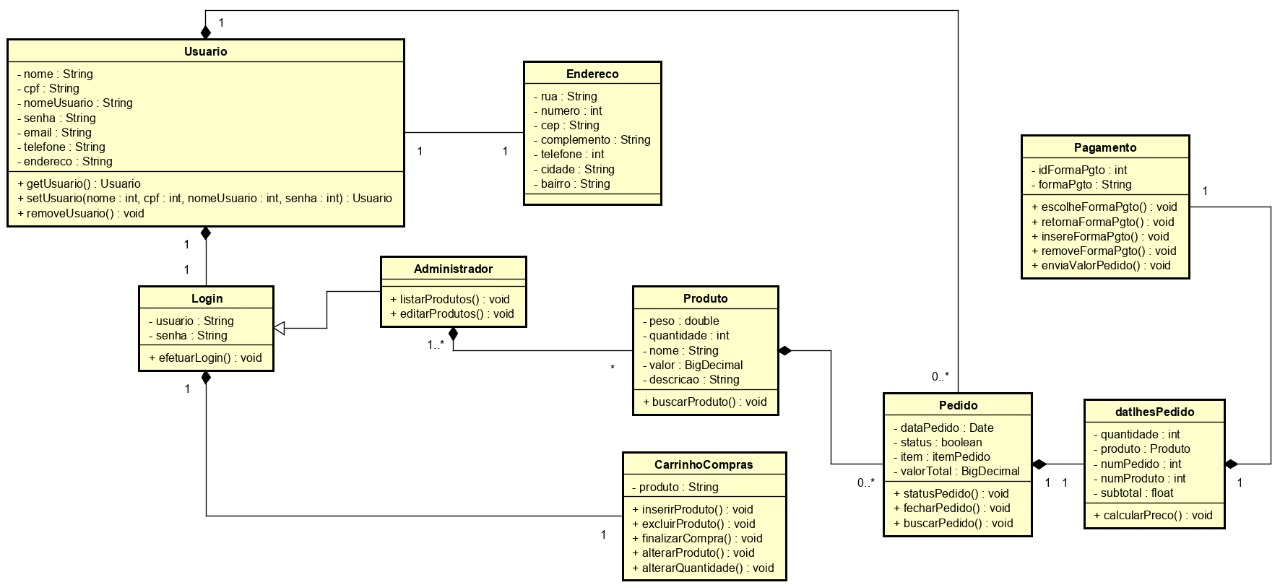 1
Usuario
- nome : String
- cpf : String
- nomeUsuario : String
- senha : String
- email : String
- telefone : String
- endereco : String
+ getUsuario() : Usuario
+ setUsuario(nome : int, cpf : int, nomeUsuario : int, senha : int) : Usuario
+ removeUsuario() : void
1
1
Endereco
- rua : String
- numero : int
- cep : String
- complemento : String
- telefone : int
- cidade : String
- bairro : String
Pagamento
- idFormaPgto : int
- formaPgto : String
+ escolheFormaPgto() : void
+ retornaFormaPgto() : void
+ insereFormaPgto() : void
+ removeFormaPgto() : void
+ enviaValorPedido() : void
1
1
1
Login
- usuario : String
- senha : String
+ efetuarLogin() : void
1
Administrador
+ listarProdutos() : void
+ editarProdutos() : void
1..*
*
Produto
- peso : double
- quantidade : int
- nome : String
- valor : BigDecimal
- descricao : String
+ buscarProduto() : void
0..*
0..*
Pedido
- dataPedido : Date
- status : boolean
- item : itemPedido
- valorTotal : BigDecimal
+ statusPedido() : void
+ fecharPedido() : void
+ buscarPedido() : void
1
1
datlhesPedido
- quantidade : int
- produto : Produto
- numPedido : int
- numProduto : int
- subtotal : float
+ calcularPreco() : void
1
CarrinhoCompras
- produto : String
+ inserirProduto() : void
+ excluirProduto() : void
+ finalizarCompra() : void
+ alterarProduto() : void
+ alterarQuantidade() : void
1